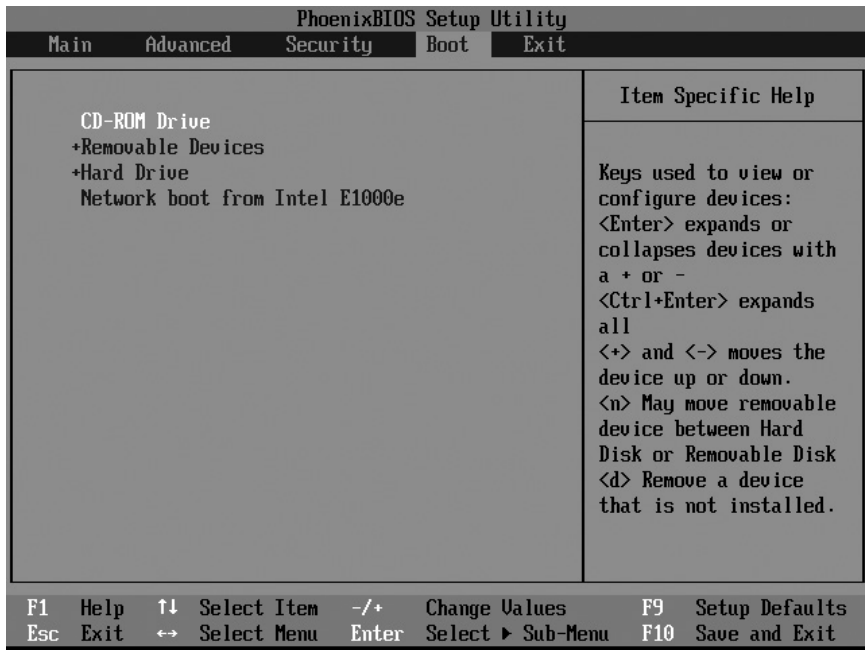 PhoenixBIOS Setup Utility
Main Advanced Security Boot Exit
CD-ROM Drive
+Removable Devices
+Hard Drive
Network boot from Intel E1000e
Item Specific Help
Keys used to view or
configure devices:
<Enter> expands or
collapses devices with
a + or -
<Ctrl+Enter> expands
all
<+> and <-> moves the
device up or down.
<n> May move removable
device between Hard
Disk or Removable Disk
<d> Remove a device
that is not installed.
F1 Help ↑↓ Select Item -/+ Change Values F9 Setup Defaults
Esc Exit ↔ Select Menu Enter Select ▶ Sub-Menu F10 Save and Exit